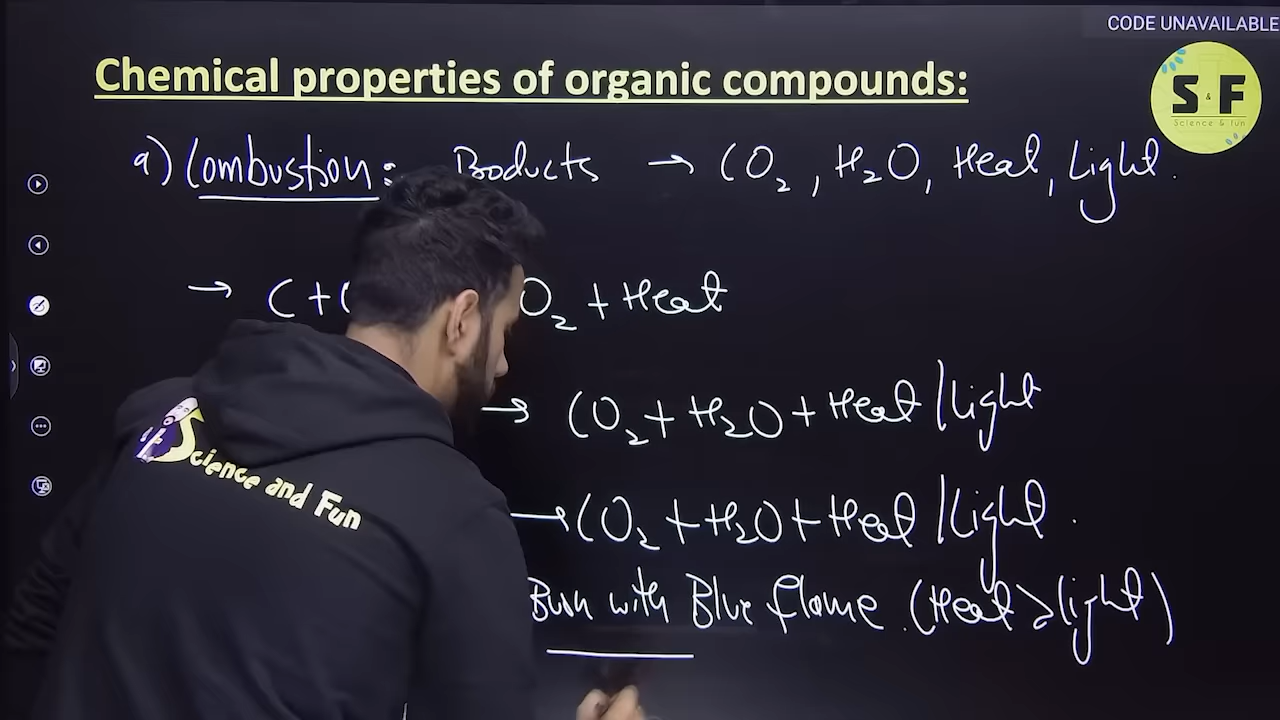 CODE UNAVAILABLE
Chemical properties of organic compounds:
S & F
Science & fun
a) Combustion: Products → CO2, H2O, Heat, Light.
→ C + O2 + Heat
→ CO2 + H2O + Heat / Light
→ CO2 + H2O + Heat / Light.
Burn with Blue flame. (Heat > light)
Science and Fun